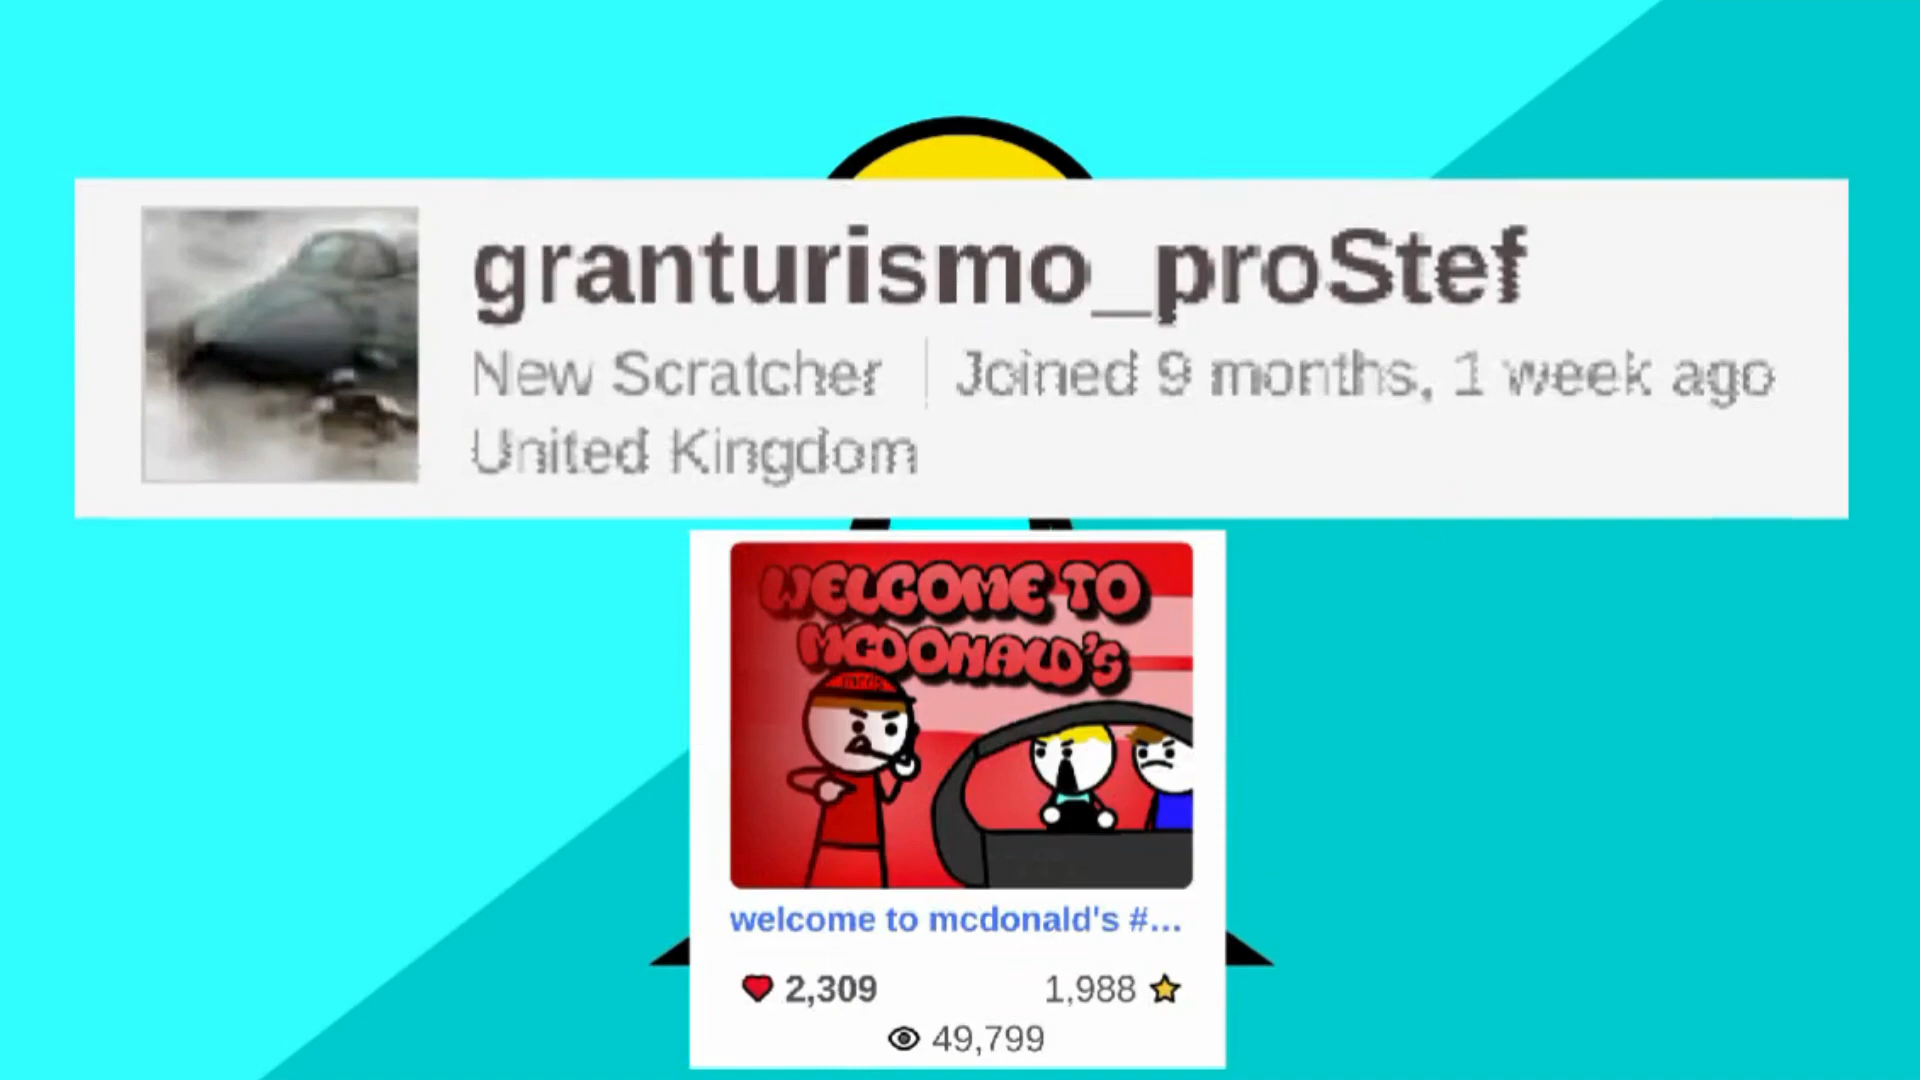 granturismo_proStef
New Scratcher | Joined 9 months, 1 week ago
United Kingdom
WELCOME TO
MCDONALD'S
mcds
welcome to mcdonald's #...
2,309
1,988
49,799